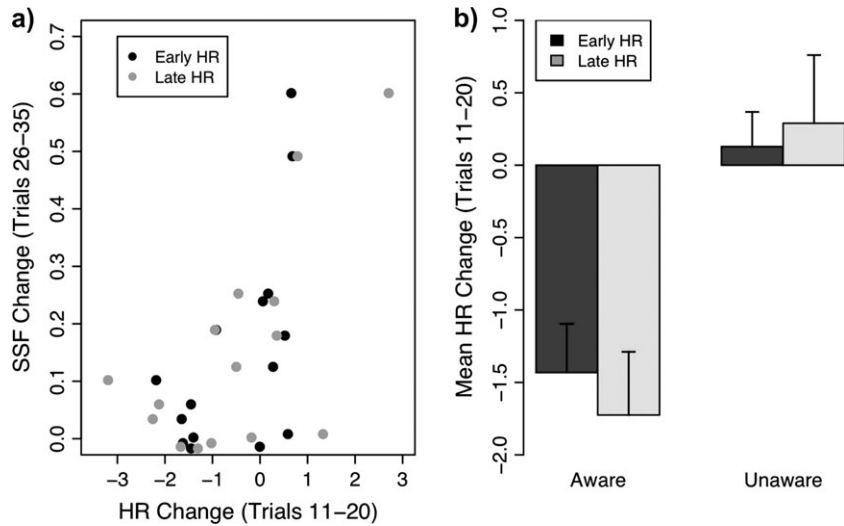 a)
SSF Change (Trials 26−35)
0.7
0.6
0.5
0.4
0.3
0.2
0.1
0.0
Early HR
Late HR
−3 −2 −1 0 1 2 3
HR Change (Trials 11−20)
b)
Mean HR Change (Trials 11−20)
1.0
0.5
0.0
−0.5
−1.0
−1.5
−2.0
Early HR
Late HR
Aware Unaware